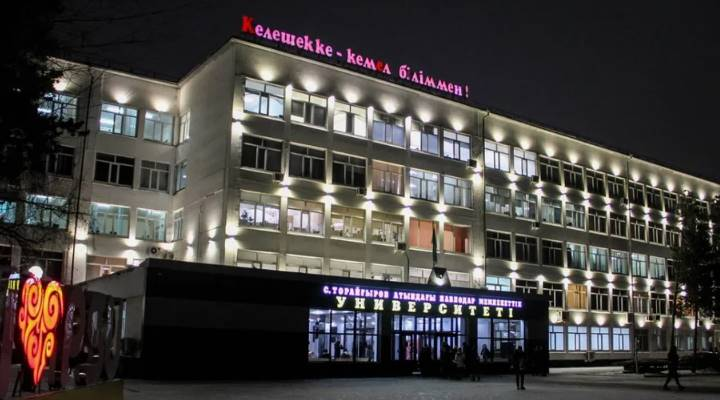 Келешекке - кемел біліммен!
С.ТОРАЙҒЫРОВ АТЫНДАҒЫ ПАВЛОДАР МЕМЛЕКЕТТІК
УНИВЕРСИТЕТІ